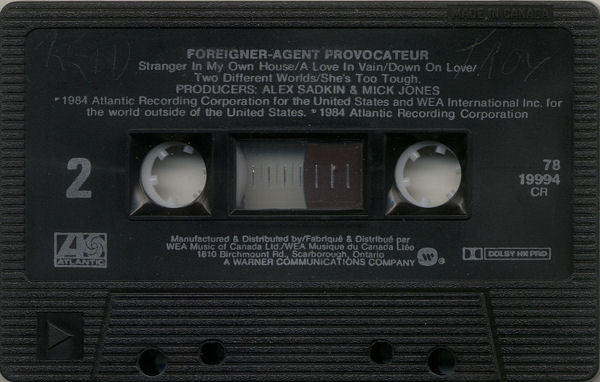 MADE IN CANADA
FOREIGNER-AGENT PROVOCATEUR
Stranger In My Own House/A Love In Vain/Down On Love/
Two Different Worlds/She's Too Tough.
PRODUCERS: ALEX SADKIN & MICK JONES
℗1984 Atlantic Recording Corporation for the United States and WEA International Inc. for
the world outside of the United States. ℗ 1984 Atlantic Recording Corporation
2
78
19994
CR
ATLANTIC
Manufactured & Distributed by/Fabriqué & Distribué par
WEA Music of Canada Ltd./WEA Musique du Canada Ltée
1810 Birchmount Rd., Scarborough, Ontario
A WARNER COMMUNICATIONS COMPANY
DOLBY HX PRO